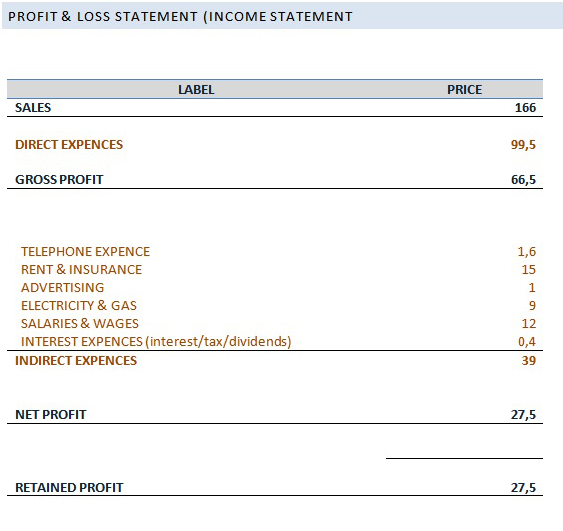 PROFIT & LOSS STATEMENT (INCOME STATEMENT
LABEL PRICE
SALES 166
DIRECT EXPENCES 99,5
GROSS PROFIT 66,5
TELEPHONE EXPENCE 1,6
RENT & INSURANCE 15
ADVERTISING 1
ELECTRICITY & GAS 9
SALARIES & WAGES 12
INTEREST EXPENCES (interest/tax/dividends) 0,4
INDIRECT EXPENCES 39
NET PROFIT 27,5
RETAINED PROFIT 27,5